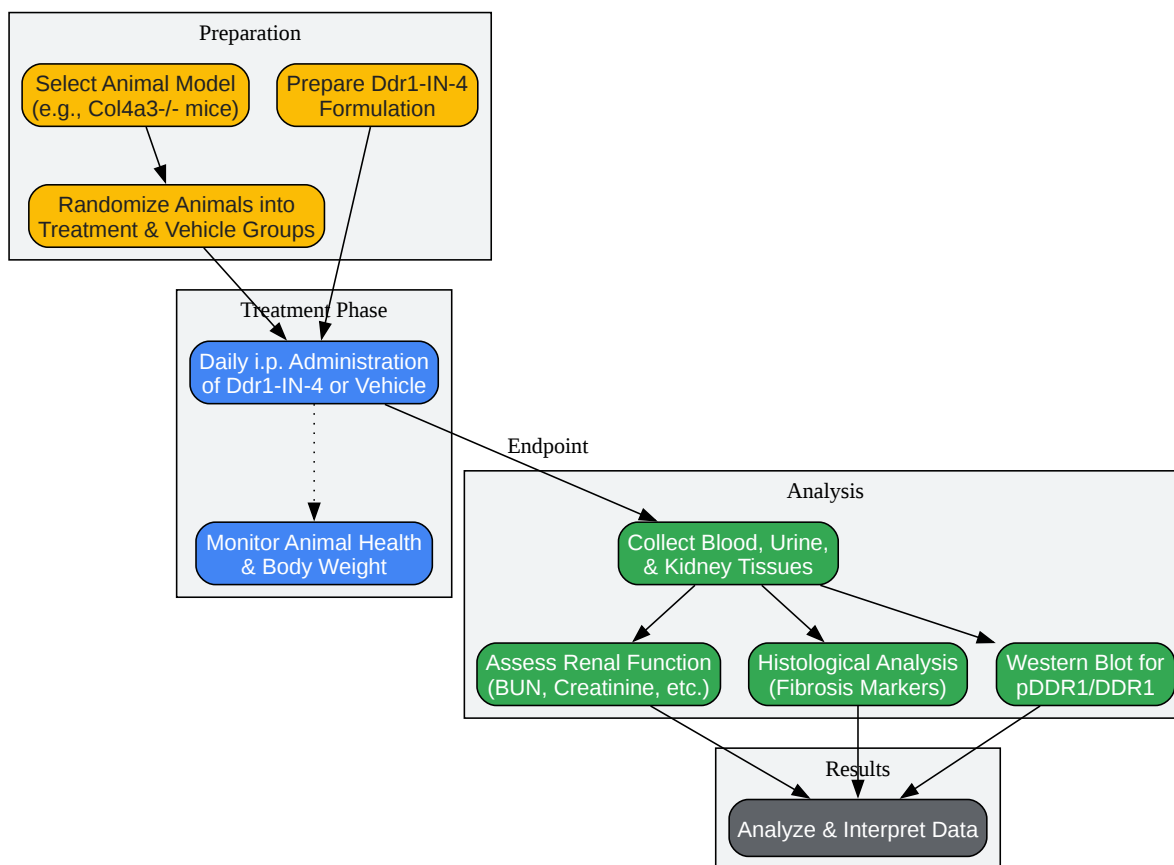 Preparation
Select Animal Model
(e.g., Col4a3-/- mice)
Prepare Ddr1-IN-4
Formulation
Randomize Animals into
Treatment & Vehicle Groups
Treatment Phase
Daily i.p. Administration
of Ddr1-IN-4 or Vehicle
Endpoint
Monitor Animal Health
& Body Weight
Analysis
Collect Blood, Urine,
& Kidney Tissues
Assess Renal Function
(BUN, Creatinine, etc.)
Histological Analysis
(Fibrosis Markers)
Western Blot for
pDDR1/DDR1
Results
Analyze & Interpret Data